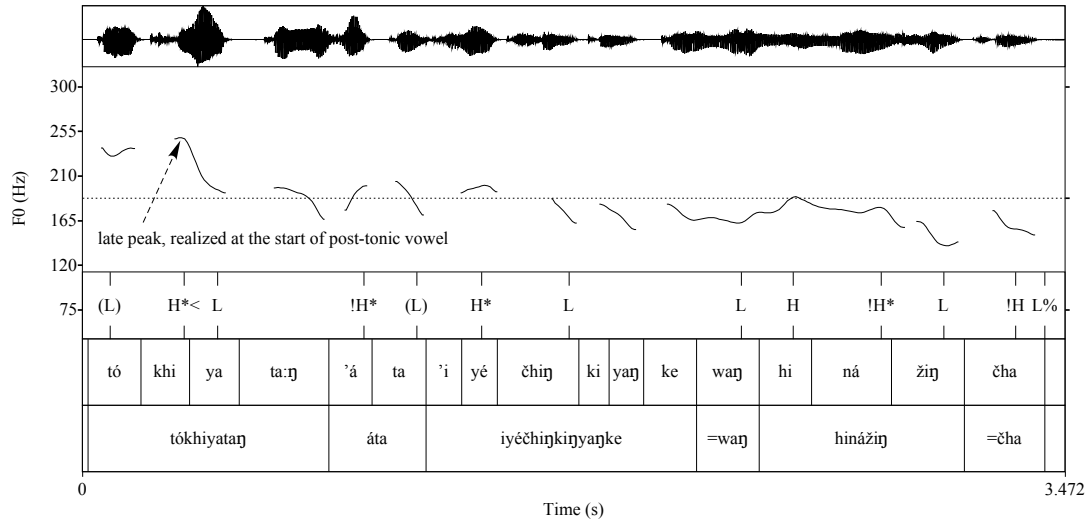 300
255
210
165
120
75
F0 (Hz)
late peak, realized at the start of post-tonic vowel
(L) H*< L !H* (L) H* L L H !H* L !H L%
tó khi ya ta:ŋ ’á ta ’i yé čhiŋ ki yaŋ ke waŋ hi ná žiŋ čha
tókhiyataŋ áta iyéčhiŋkiŋyaŋke =waŋ hinážiŋ =čha
0 3.472
Time (s)